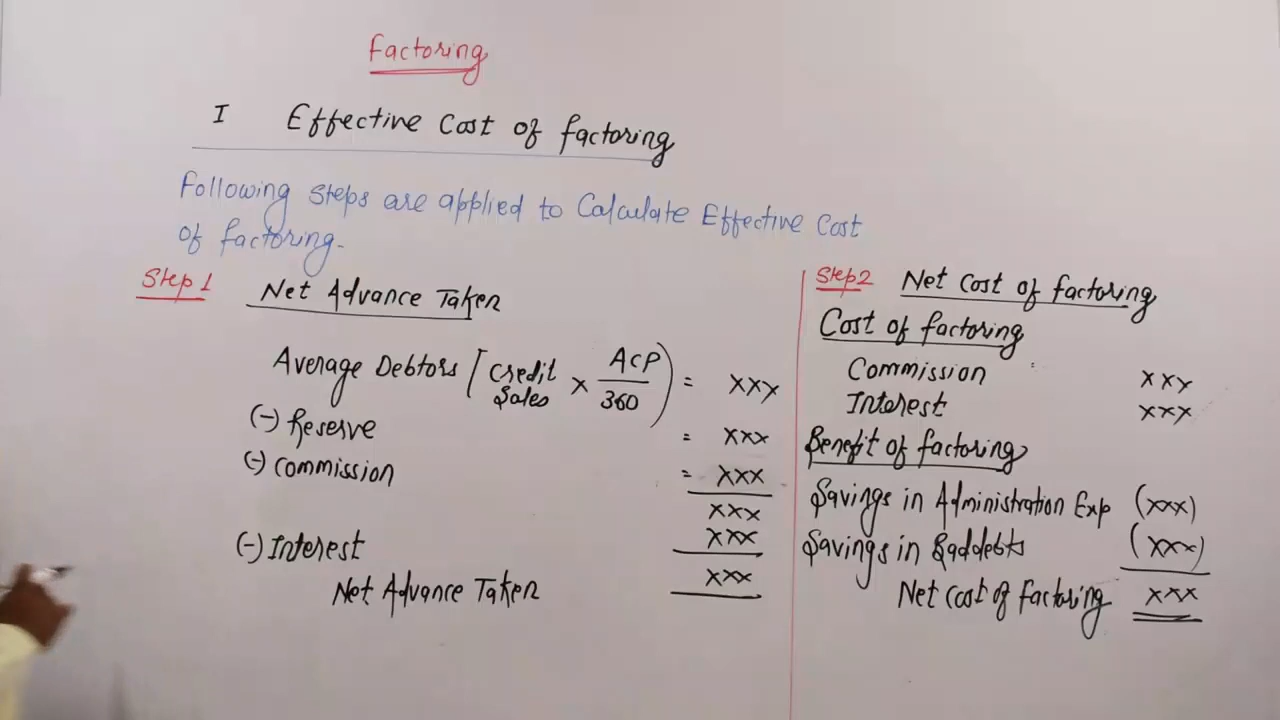 Factoring
I Effective Cost of factoring
Following Steps are applied to Calculate Effective Cost
of factoring.
Step 1 Net Advance Taken
Average Debtors [Credit Sales × ACP/360) = xxx
(-) Reserve = xxx
(-) Commission = xxx
xxx
(-) Interest xxx
Net Advance Taken xxx
Step2 Net Cost of factoring
Cost of factoring
Commission xxx
Interest xxx
Benefit of factoring
Savings in Administration Exp (xxx)
Savings in Baddebts (xxx)
Net Cost of factoring xxx